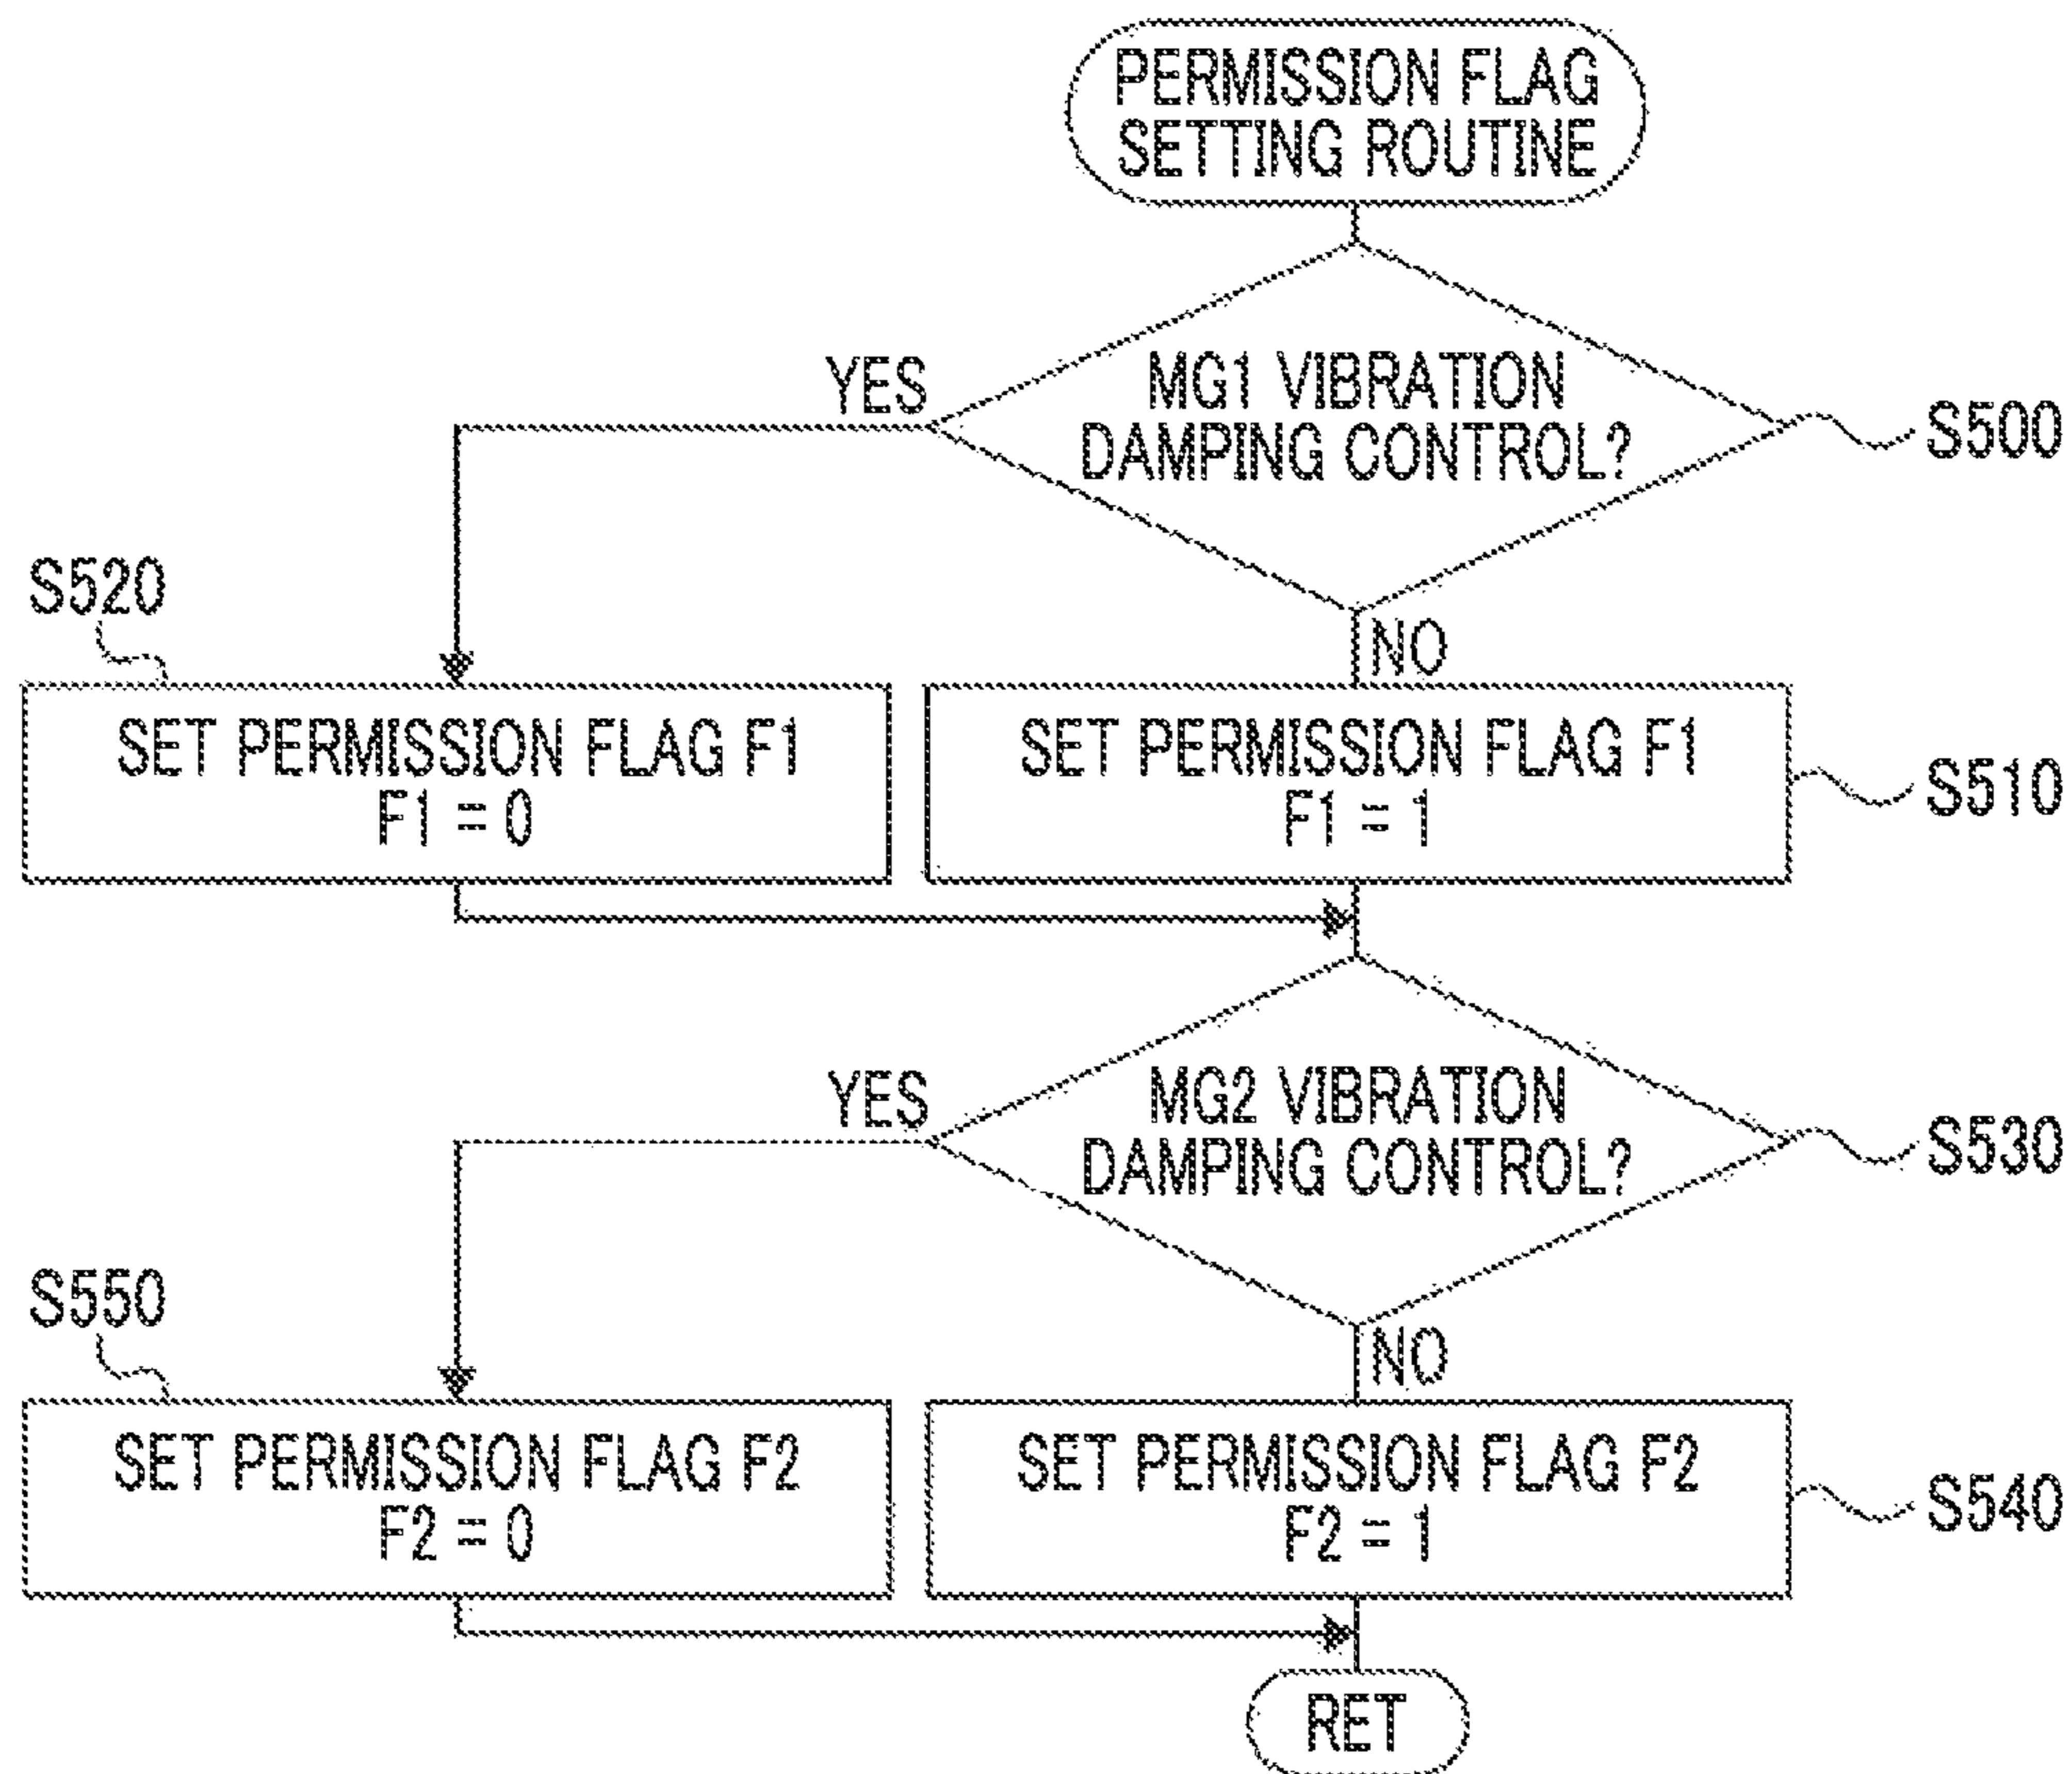 PERMISSION FLAG
SETTING ROUTINE
YES
MG1 VIBRATION
DAMPING CONTROL?
S500
S520
NO
SET PERMISSION FLAG F1
F1 = 0
SET PERMISSION FLAG F1
F1 = 1
S510
YES
MG2 VIBRATION
DAMPING CONTROL?
S530
S550
NO
SET PERMISSION FLAG F2
F2 = 0
SET PERMISSION FLAG F2
F2 = 1
S540
RET